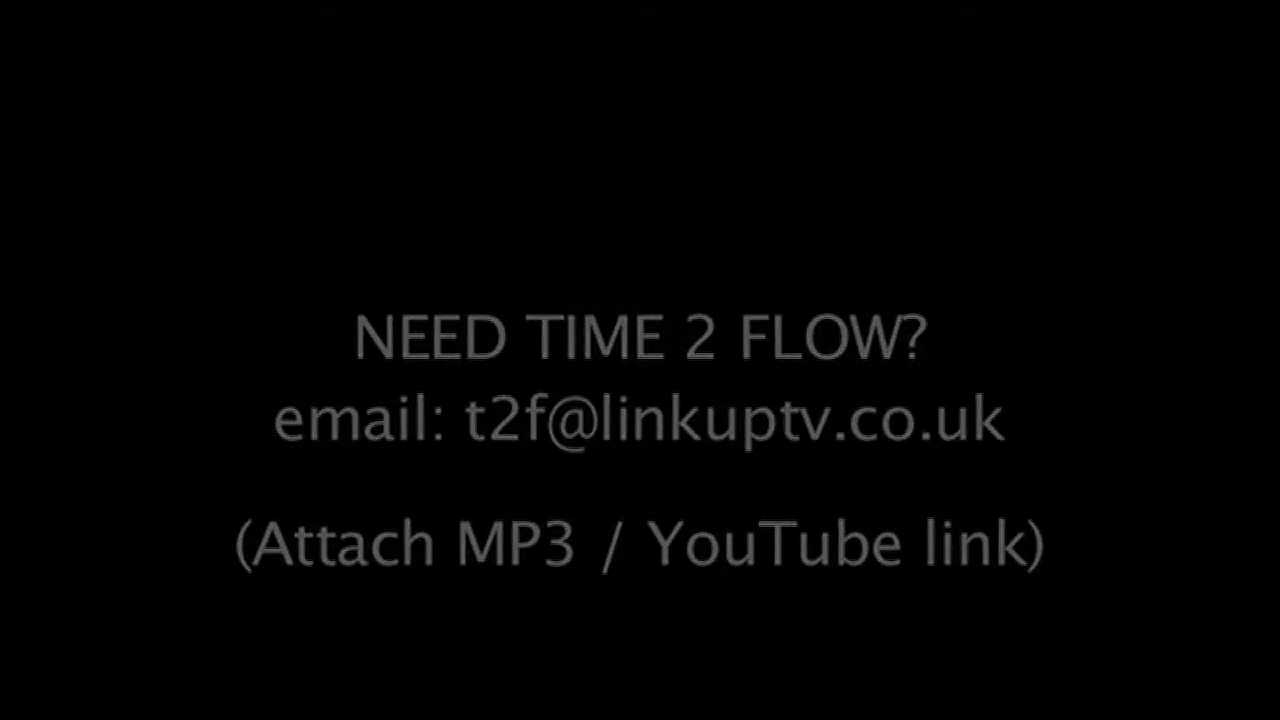 NEED TIME 2 FLOW?
email: t2f@linkuptv.co.uk
(Attach MP3 / YouTube link)